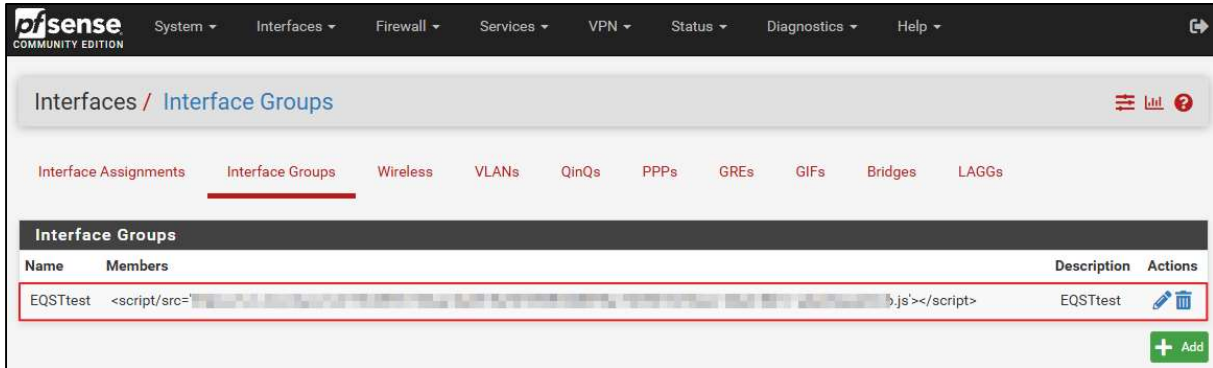 pfsense
COMMUNITY EDITION
System Interfaces Firewall Services VPN Status Diagnostics Help
Interfaces / Interface Groups
Interface Assignments Interface Groups Wireless VLANs QinQs PPPs GREs GIFs Bridges LAGGs
Interface Groups
Name Members Description Actions
EQSTtest <script/src=' .js'></script> EQSTtest
+ Add